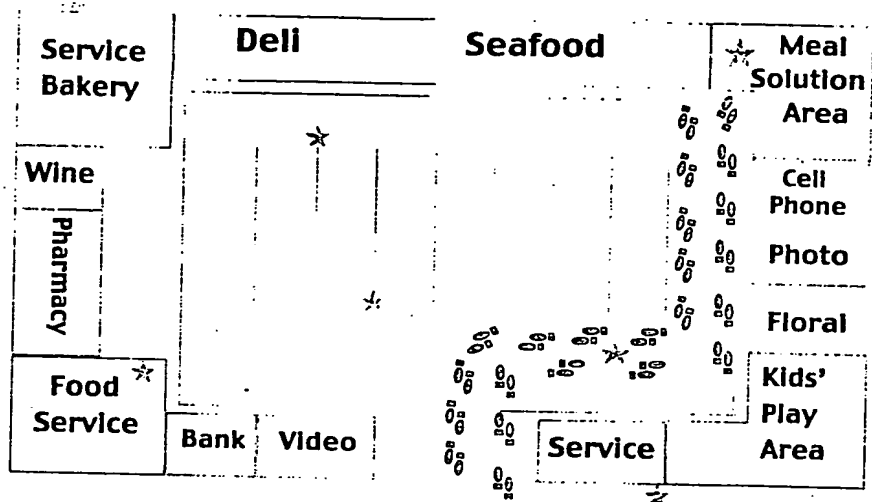 Service
Bakery
Deli
Seafood
Meal
Solution
Area
Wine
Cell
Phone
Pharmacy
Photo
Floral
Food
Service
Kids'
Play
Area
Bank
Video
Service